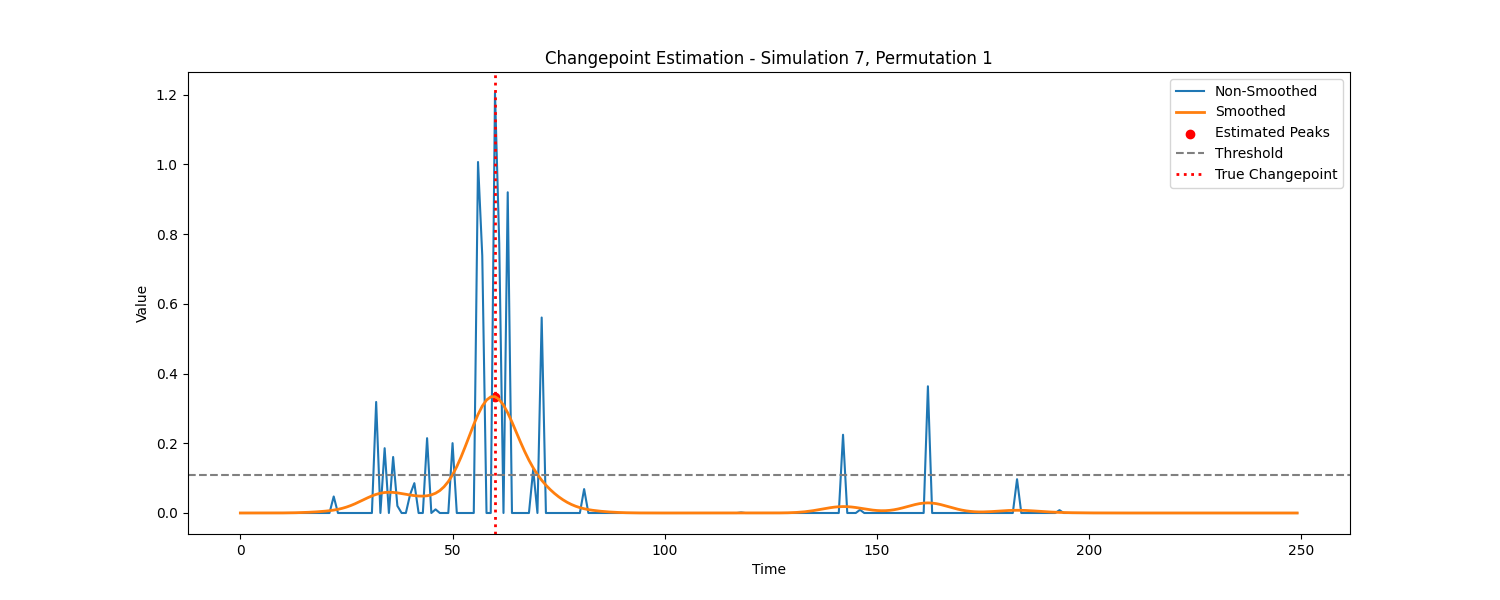 Changepoint Estimation - Simulation 7, Permutation 1
Non-Smoothed
Smoothed
Estimated Peaks
Threshold
True Changepoint
1.2
1.0
0.8
0.6
0.4
0.2
0.0
Value
0 50 100 150 200 250
Time